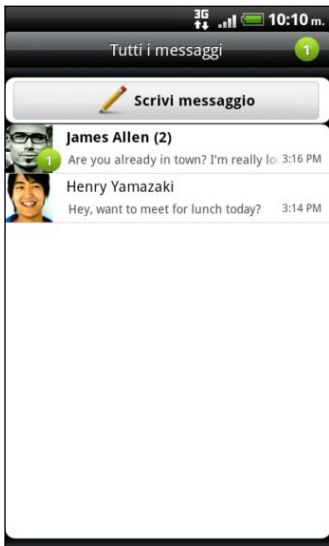 3G 10:10 m.
Tutti i messaggi 1
Scrivi messaggio
James Allen (2)
1 Are you already in town? I'm really lo 3:16 PM
Henry Yamazaki
Hey, want to meet for lunch today? 3:14 PM